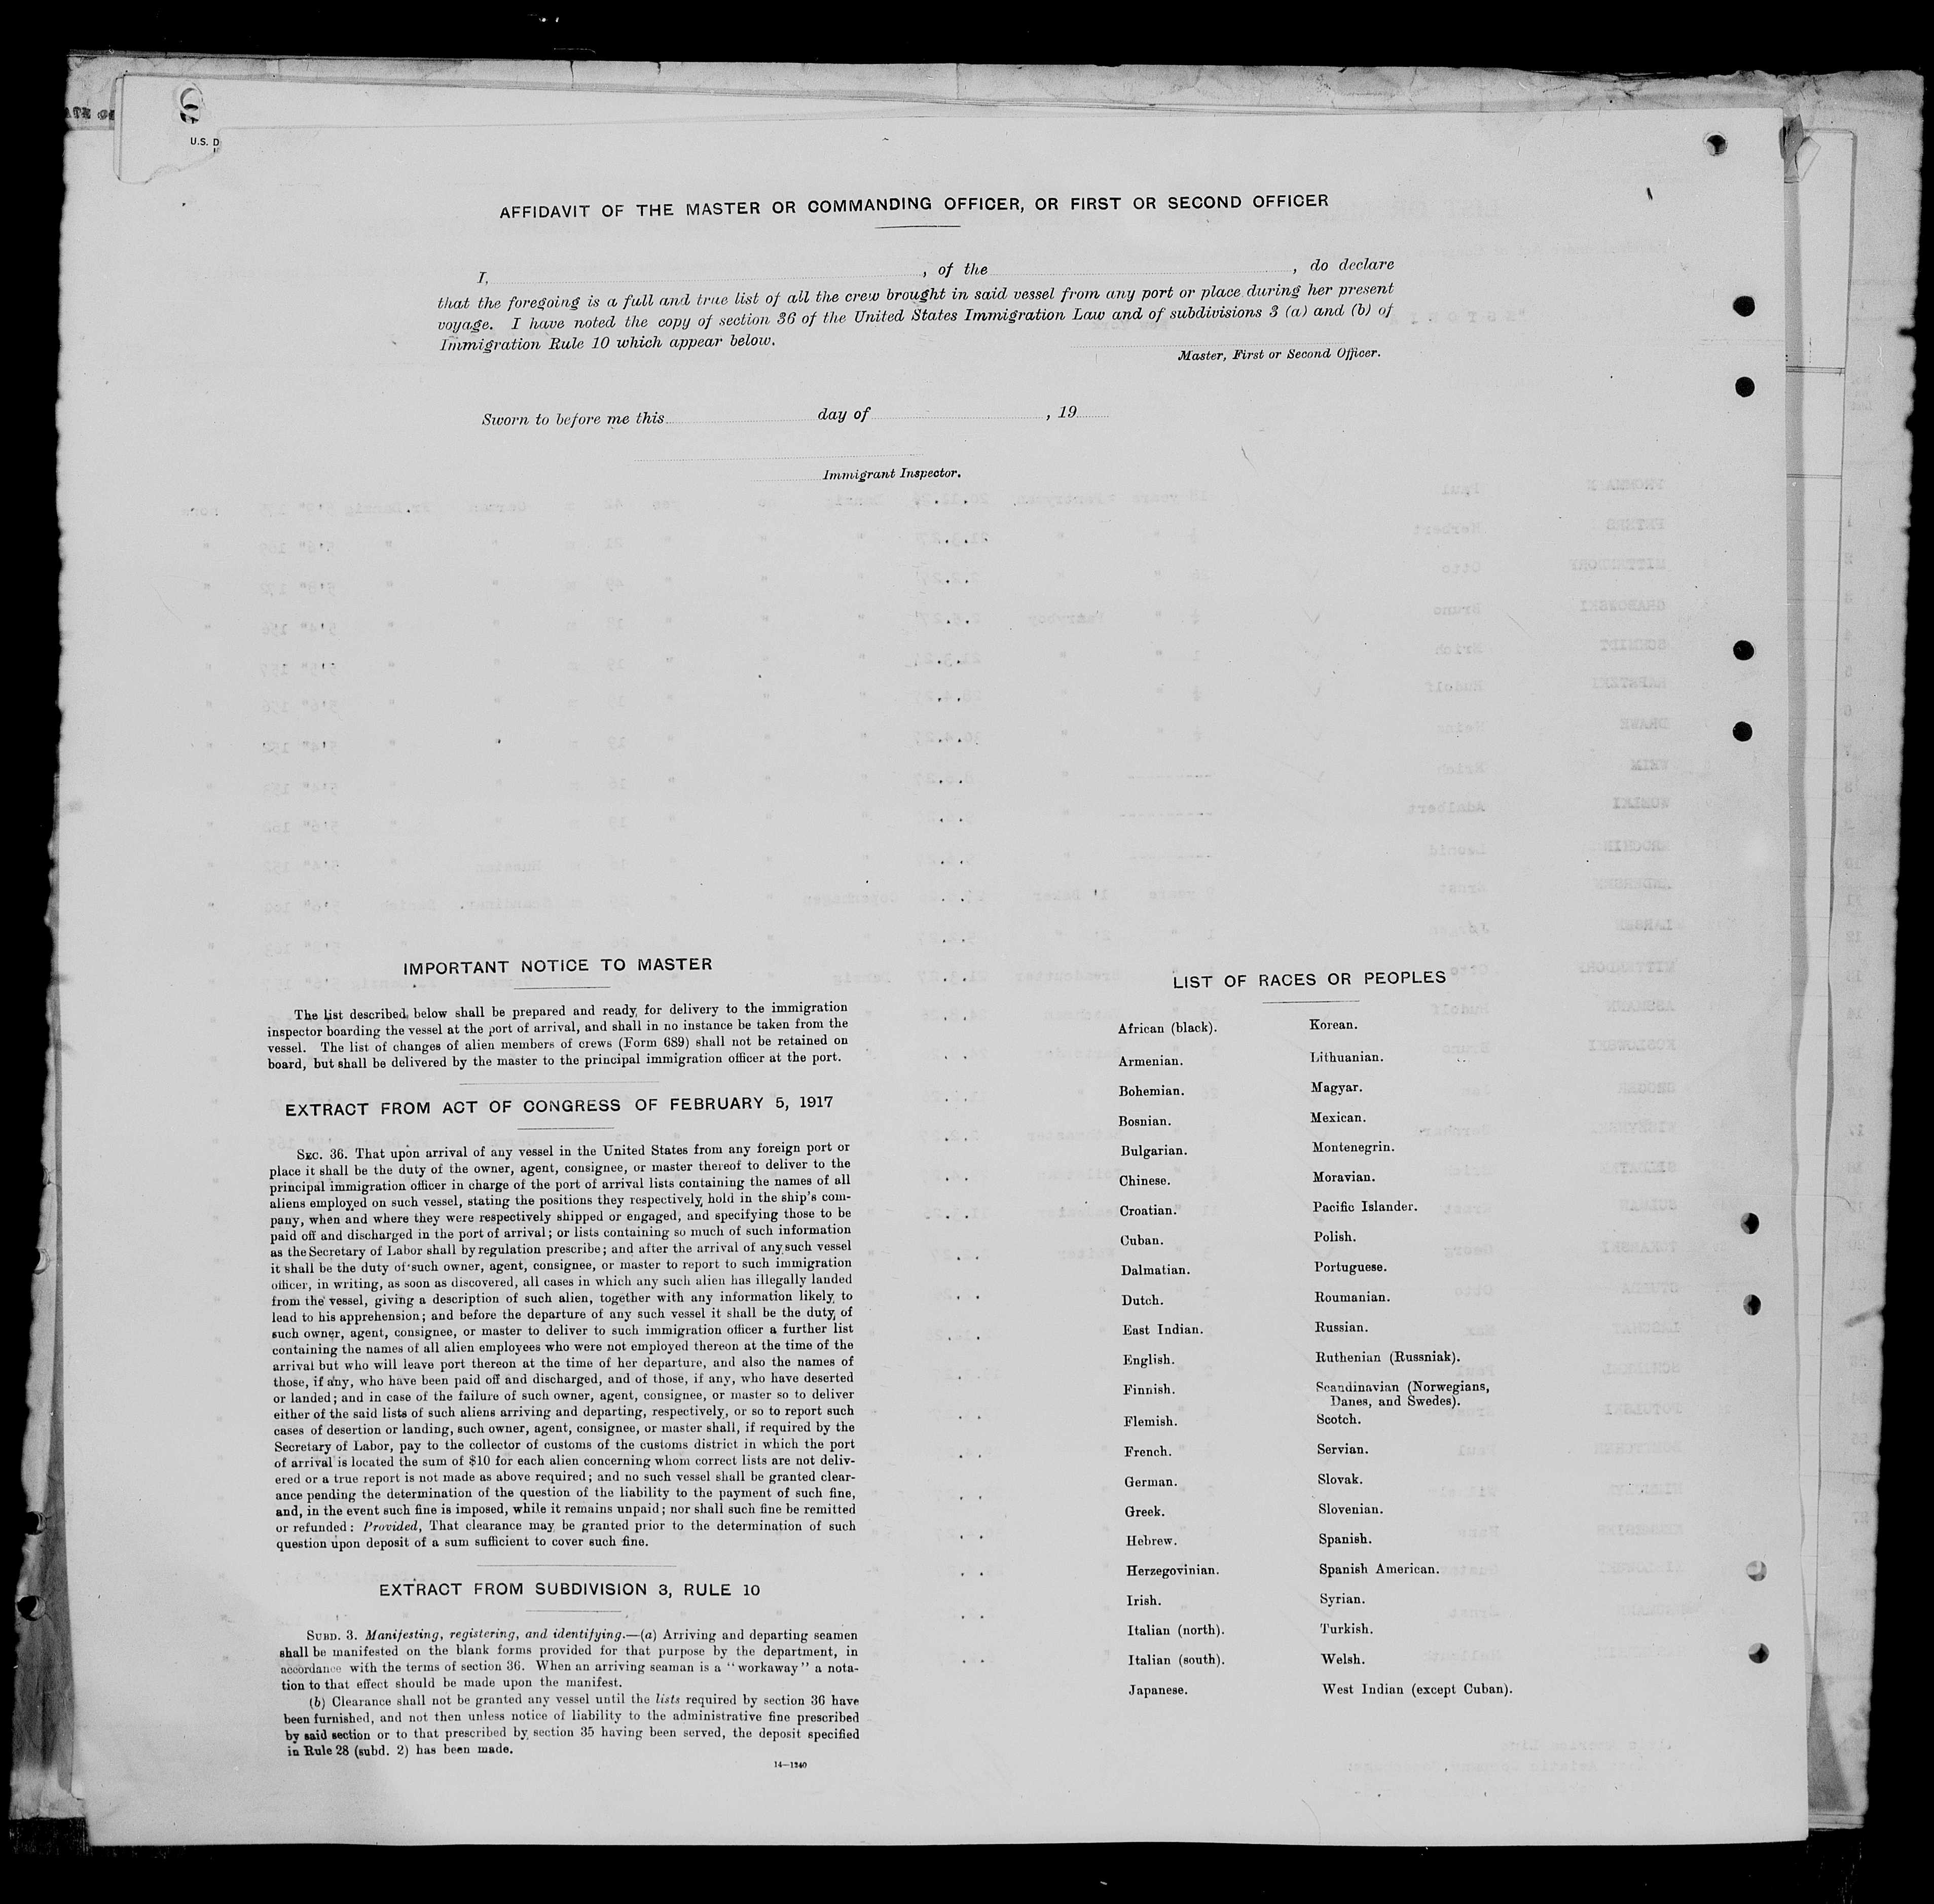 U.S. D
AFFIDAVIT OF THE MASTER OR COMMANDING OFFICER, OR FIRST OR SECOND OFFICER
I, , of the , do declare
that the foregoing is a full and true list of all the crew brought in said vessel from any port or place during her present
voyage. I have noted the copy of section 36 of the United States Immigration Law and of subdivisions 3 (a) and (b) of
Immigration Rule 10 which appear below.
Master, First or Second Officer.
Sworn to before me this day of , 19
Immigrant Inspector.
IMPORTANT NOTICE TO MASTER
The list described below shall be prepared and ready for delivery to the immigration
inspector boarding the vessel at the port of arrival, and shall in no instance be taken from the
vessel. The list of changes of alien members of crews (Form 689) shall not be retained on
board, but shall be delivered by the master to the principal immigration officer at the port.
EXTRACT FROM ACT OF CONGRESS OF FEBRUARY 5, 1917
SEC. 36. That upon arrival of any vessel in the United States from any foreign port or
place it shall be the duty of the owner, agent, consignee, or master thereof to deliver to the
principal immigration officer in charge of the port of arrival lists containing the names of all
aliens employed on such vessel, stating the positions they respectively hold in the ship's com-
pany, when and where they were respectively shipped or engaged, and specifying those to be
paid off and discharged in the port of arrival; or lists containing so much of such information
as the Secretary of Labor shall by regulation prescribe; and after the arrival of any such vessel
it shall be the duty of such owner, agent, consignee, or master to report to such immigration
officer, in writing, as soon as discovered, all cases in which any such alien has illegally landed
from the vessel, giving a description of such alien, together with any information likely to
lead to his apprehension; and before the departure of any such vessel it shall be the duty of
such owner, agent, consignee, or master to deliver to such immigration officer a further list
containing the names of all alien employees who were not employed thereon at the time of the
arrival but who will leave port thereon at the time of her departure, and also the names of
those, if any, who have been paid off and discharged, and of those, if any, who have deserted
or landed; and in case of the failure of such owner, agent, consignee, or master so to deliver
either of the said lists of such aliens arriving and departing, respectively, or so to report such
cases of desertion or landing, such owner, agent, consignee, or master shall, if required by the
Secretary of Labor, pay to the collector of customs of the customs district in which the port
of arrival is located the sum of $10 for each alien concerning whom correct lists are not deliv-
ered or a true report is not made as above required; and no such vessel shall be granted clear-
ance pending the determination of the question of the liability to the payment of such fine,
and, in the event such fine is imposed, while it remains unpaid; nor shall such fine be remitted
or refunded: Provided, That clearance may be granted prior to the determination of such
question upon deposit of a sum sufficient to cover such fine.
EXTRACT FROM SUBDIVISION 3, RULE 10
SUBD. 3. Manifesting, registering, and identifying.—(a) Arriving and departing seamen
shall be manifested on the blank forms provided for that purpose by the department, in
accordance with the terms of section 36. When an arriving seaman is a "workaway" a nota-
tion to that effect should be made upon the manifest.
(b) Clearance shall not be granted any vessel until the lists required by section 36 have
been furnished, and not then unless notice of liability to the administrative fine prescribed
by said section or to that prescribed by section 35 having been served, the deposit specified
in Rule 28 (subd. 2) has been made.
14—1240
LIST OF RACES OR PEOPLES
African (black).
Armenian.
Bohemian.
Bosnian.
Bulgarian.
Chinese.
Croatian.
Cuban.
Dalmatian.
Dutch.
East Indian.
English.
Finnish.
Flemish.
French.
German.
Greek.
Hebrew.
Herzegovinian.
Irish.
Italian (north).
Italian (south).
Japanese.
Korean.
Lithuanian.
Magyar.
Mexican.
Montenegrin.
Moravian.
Pacific Islander.
Polish.
Portuguese.
Roumanian.
Russian.
Ruthenian (Russniak).
Scandinavian (Norwegians,
Danes, and Swedes).
Scotch.
Servian.
Slovak.
Slovenian.
Spanish.
Spanish American.
Syrian.
Turkish.
Welsh.
West Indian (except Cuban).